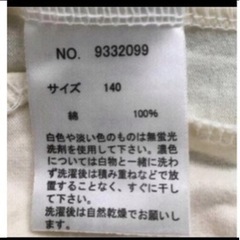 NO. 9332099
サイズ 140
綿 100%
白色や淡い色のものは無蛍光
洗剤を使用して下さい。濃色
については白物と一緒に洗わ
ず洗濯後は積み重ねなどで放
置することなく、すぐに干し
て下さい。
洗濯後は自然乾燥でお願いし
ます。